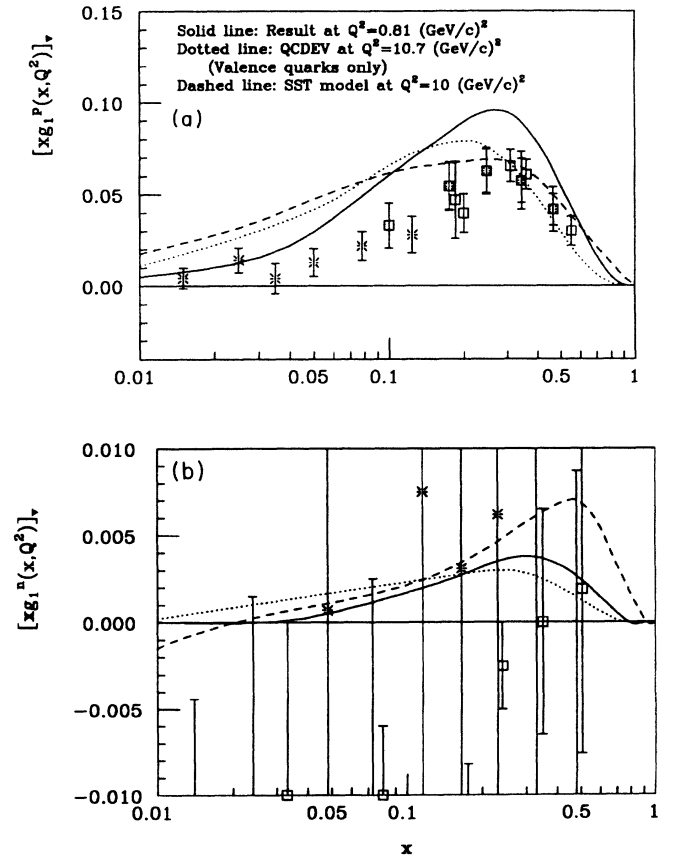 Solid line: Result at Q²=0.81 (GeV/c)²
Dotted line: QCDEV at Q²=10.7 (GeV/c)²
(Valence quarks only)
Dashed line: SST model at Q²=10 (GeV/c)²
(a)
[xg₁ᵖ(x,Q²)]ᵥ
0.15
0.10
0.05
0.00
0.01
0.05
0.1
0.5
1
(b)
[xg₁ⁿ(x,Q²)]ᵥ
0.010
0.005
0.000
−0.005
−0.010
0.01
0.05
0.1
0.5
1
x